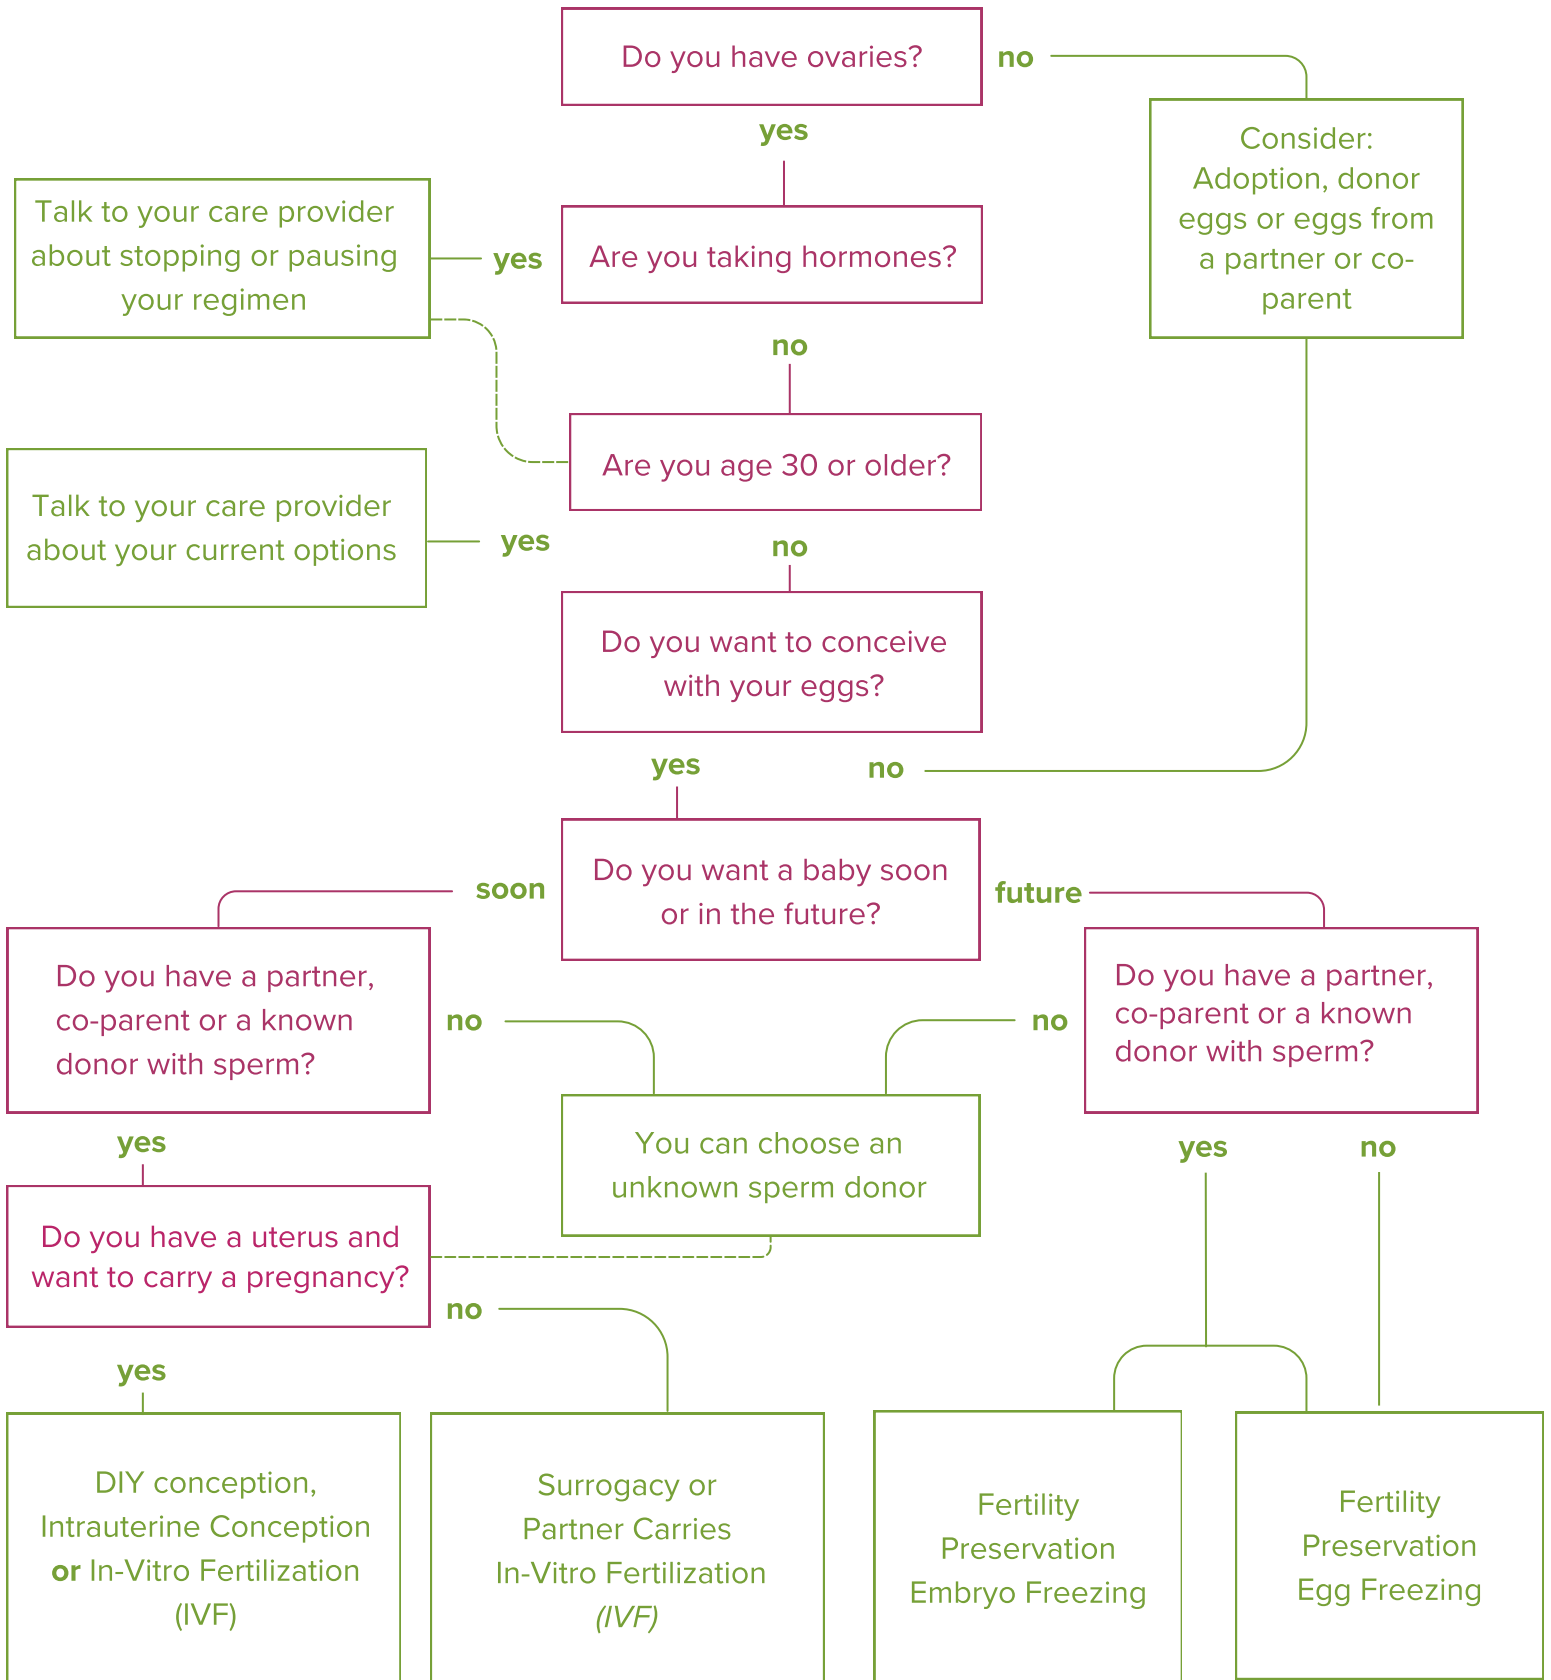 Do you have ovaries?
no
yes
Consider:
Adoption, donor
eggs or eggs from
a partner or co-
parent
Talk to your care provider
about stopping or pausing
your regimen
yes
Are you taking hormones?
no
Are you age 30 or older?
Talk to your care provider
about your current options
yes
no
Do you want to conceive
with your eggs?
yes
no
Do you want a baby soon
or in the future?
soon
future
Do you have a partner,
co-parent or a known
donor with sperm?
no
no
Do you have a partner,
co-parent or a known
donor with sperm?
You can choose an
unknown sperm donor
yes
yes
no
Do you have a uterus and
want to carry a pregnancy?
no
yes
DIY conception,
Intrauterine Conception
or In-Vitro Fertilization
(IVF)
Surrogacy or
Partner Carries
In-Vitro Fertilization
(IVF)
Fertility
Preservation
Embryo Freezing
Fertility
Preservation
Egg Freezing